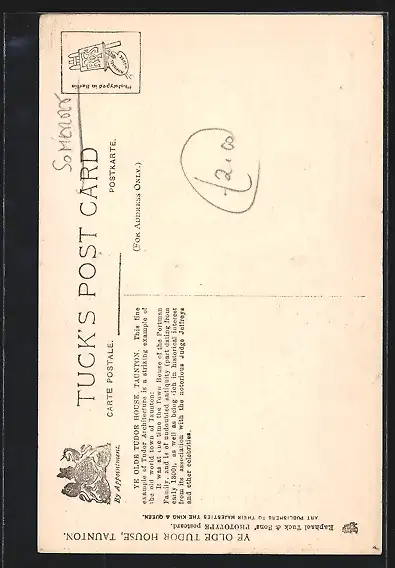 TUCK'S POST CARD
CARTE POSTALE.
POSTKARTE.
(FOR ADDRESS ONLY.)
By Appointment.
Phototyped in Berlin
Somerset
£2.00
YE OLDE TUDOR HOUSE, TAUNTON. This fine
example of Tudor Architecture is a striking example of
the old world town of Taunton:
It was at one time the Town House of the Portman
Family, and is of undoubted antiquity (part dating from
early 1300), as well as being rich in historical interest
from its association with the notorious Judge Jeffreys
and other celebrities.
Raphael Tuck & Sons' PHOTOTYPE postcard.
ART PUBLISHERS TO THEIR MAJESTIES THE KING & QUEEN.
YE OLDE TUDOR HOUSE, TAUNTON.